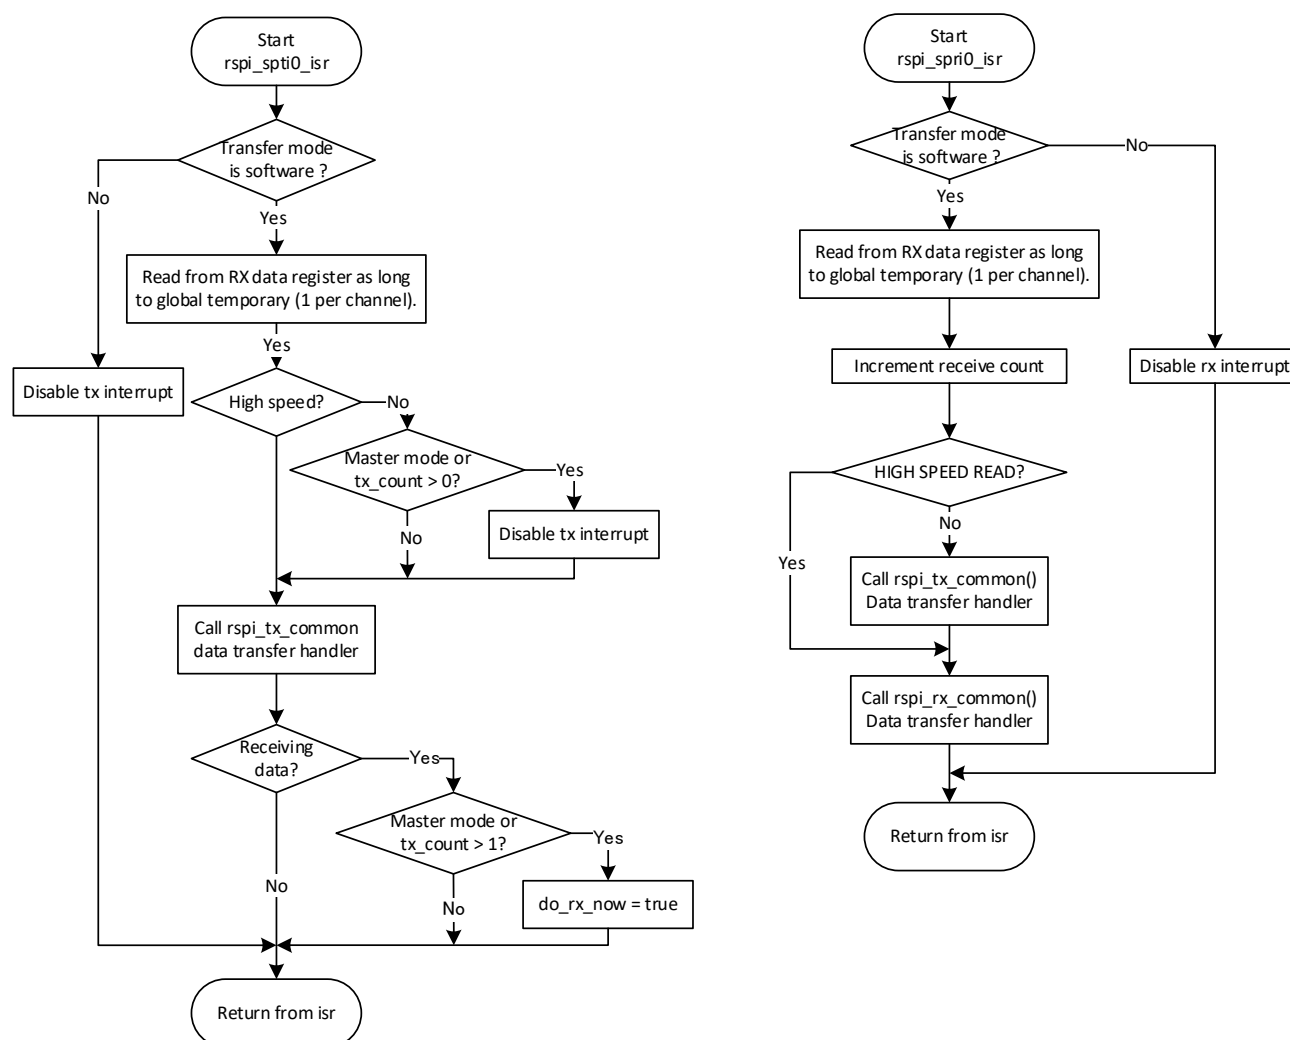 Start
rspi_spti0_isr
Transfer mode
is software ?
No
Yes
Read from RX data register as long
to global temporary (1 per channel).
Yes
Disable tx interrupt
High speed?
No
Master mode or
tx_count > 0?
Yes
No
Disable tx interrupt
Call rspi_tx_common
data transfer handler
Receiving
data?
Yes
Master mode or
tx_count > 1?
Yes
No
No
do_rx_now = true
Return from isr
Start
rspi_spri0_isr
Transfer mode
is software ?
No
Yes
Read from RX data register as long
to global temporary (1 per channel).
Increment receive count
Disable rx interrupt
HIGH SPEED READ?
No
Yes
Call rspi_tx_common()
Data transfer handler
Call rspi_rx_common()
Data transfer handler
Return from isr